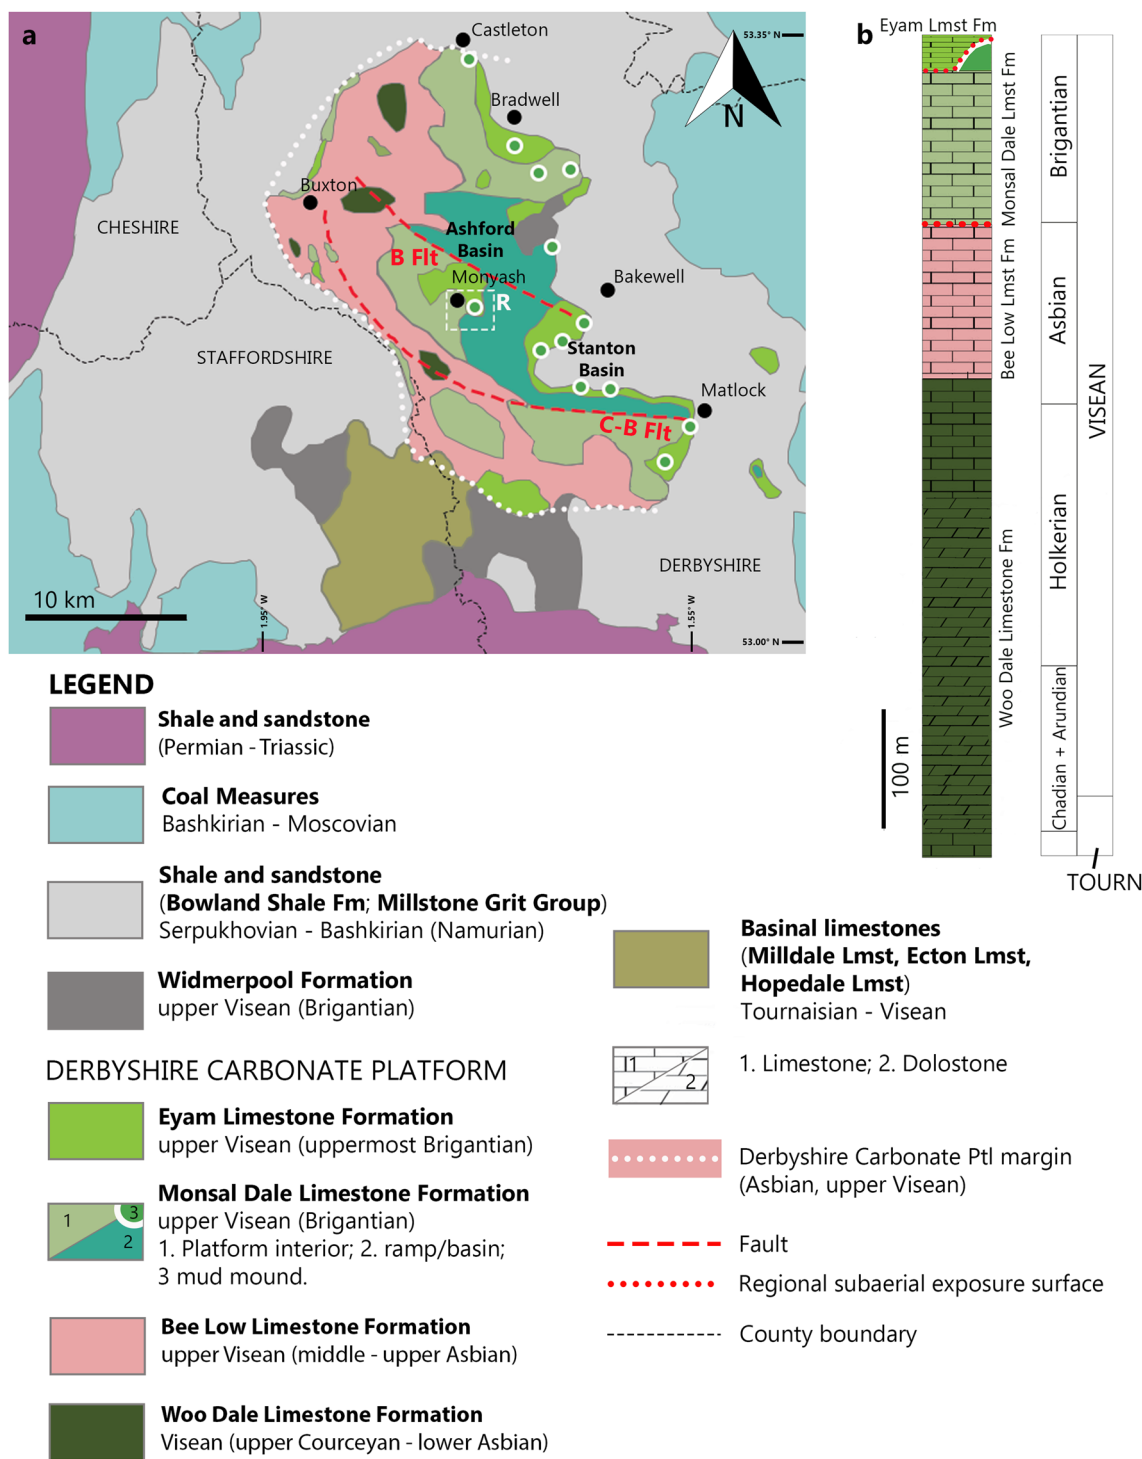 a
Castleton
53.35° N
Bradwell
N
Buxton
CHESHIRE
Ashford
Basin
B Flt
Monyash
Bakewell
R
STAFFORDSHIRE
Stanton
Basin
Matlock
C-B Flt
DERBYSHIRE
10 km
1.95° W
1.55° W
53.00° N
b
Eyam Lmst Fm
Monsal Dale Lmst Fm
Bee Low Lmst Fm
Woo Dale Limestone Fm
Brigantian
Asbian
Holkerian
Chadian + Arundian
VISEAN
TOURN
100 m
LEGEND
Shale and sandstone
(Permian - Triassic)
Coal Measures
Bashkirian - Moscovian
Shale and sandstone
(Bowland Shale Fm; Millstone Grit Group)
Serpukhovian - Bashkirian (Namurian)
Widmerpool Formation
upper Visean (Brigantian)
DERBYSHIRE CARBONATE PLATFORM
Eyam Limestone Formation
upper Visean (uppermost Brigantian)
1
2
3
Monsal Dale Limestone Formation
upper Visean (Brigantian)
1. Platform interior; 2. ramp/basin;
3 mud mound.
Bee Low Limestone Formation
upper Visean (middle - upper Asbian)
Woo Dale Limestone Formation
Visean (upper Courceyan - lower Asbian)
Basinal limestones
(Milldale Lmst, Ecton Lmst,
Hopedale Lmst)
Tournaisian - Visean
1
2
1. Limestone; 2. Dolostone
Derbyshire Carbonate Ptl margin
(Asbian, upper Visean)
Fault
Regional subaerial exposure surface
County boundary